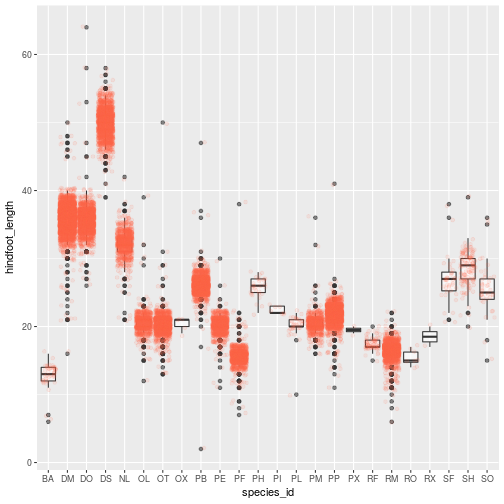 60
40
20
0
hindfoot_length
BA DM DO DS NL OL OT OX PB PE PF PH PI PL PM PP PX RF RM RO RX SF SH SO
species_id